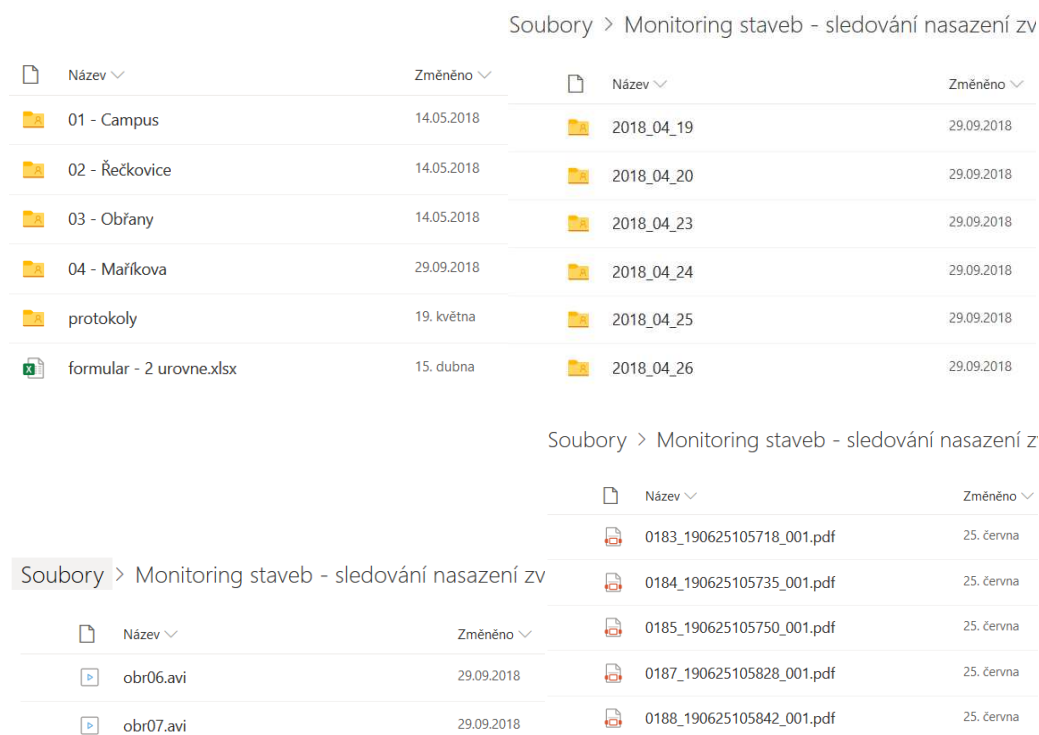 Název Změněno
01 - Campus 14.05.2018
02 - Řečkovice 14.05.2018
03 - Obřany 14.05.2018
04 - Maříkova 29.09.2018
protokoly 19. května
formular - 2 urovne.xlsx 15. dubna
Soubory > Monitoring staveb - sledování nasazení zv
Název Změněno
2018_04_19 29.09.2018
2018_04_20 29.09.2018
2018_04_23 29.09.2018
2018_04_24 29.09.2018
2018_04_25 29.09.2018
2018_04_26 29.09.2018
Soubory > Monitoring staveb - sledování nasazení zv
Název Změněno
obr06.avi 29.09.2018
obr07.avi 29.09.2018
Soubory > Monitoring staveb - sledování nasazení z
Název Změněno
0183_190625105718_001.pdf 25. června
0184_190625105735_001.pdf 25. června
0185_190625105750_001.pdf 25. června
0187_190625105828_001.pdf 25. června
0188_190625105842_001.pdf 25. června